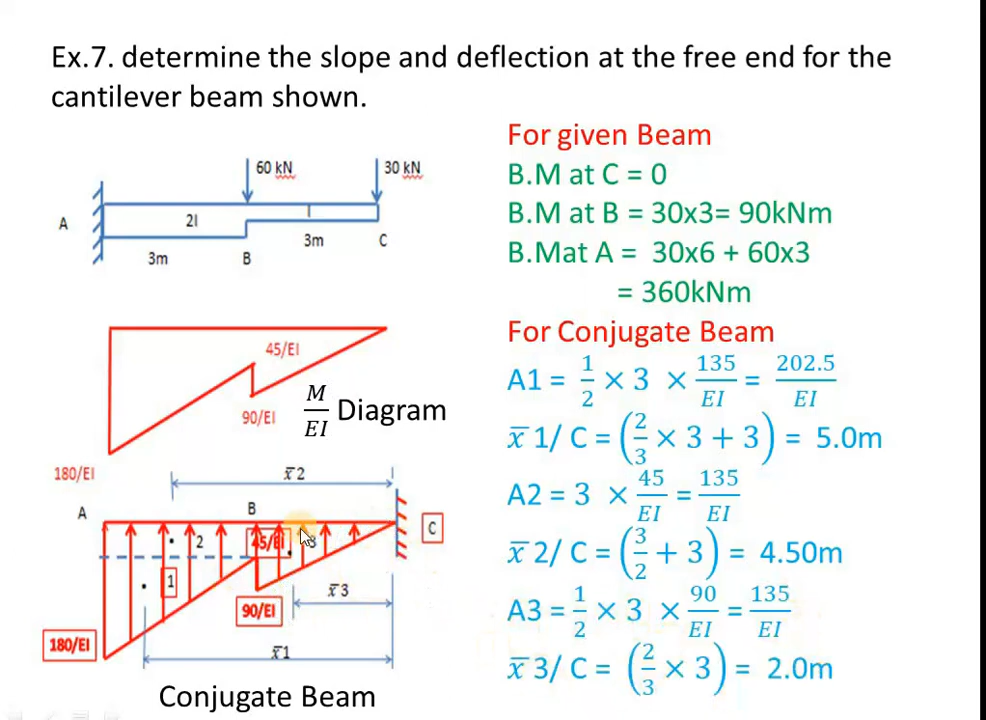 Ex.7. determine the slope and deflection at the free end for the
cantilever beam shown.
60 kN
30 kN
A
2I
I
3m
C
3m
B
45/EI
90/EI
180/EI
M/EI Diagram
For given Beam
B.M at C = 0
B.M at B = 30x3= 90kNm
B.Mat A = 30x6 + 60x3
= 360kNm
For Conjugate Beam
A1 = 1/2 × 3 × 135/EI = 202.5/EI
x̅ 1/ C = (2/3 × 3 + 3) = 5.0m
A2 = 3 × 45/EI = 135/EI
x̅ 2/ C = (3/2 + 3) = 4.50m
A3 = 1/2 × 3 × 90/EI = 135/EI
x̅ 3/ C = (2/3 × 3) = 2.0m
x̅2
A
B
C
2
45/EI
3
1
x̅3
90/EI
180/EI
x̅1
Conjugate Beam